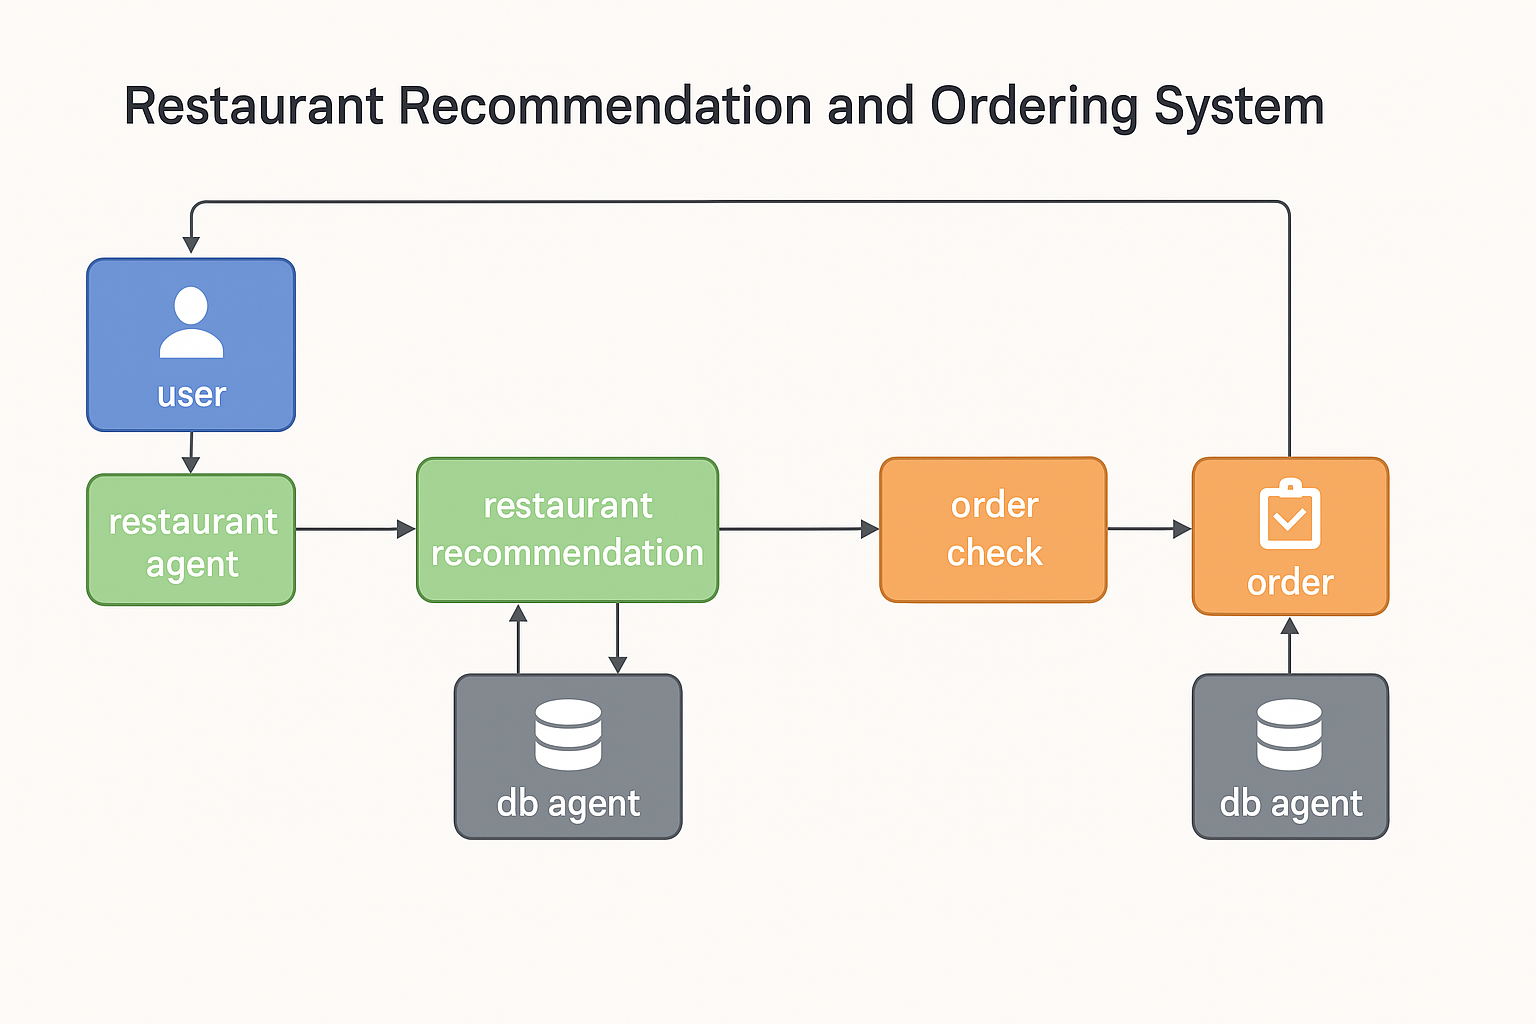 Restaurant Recommendation and Ordering System
user
restaurant
agent
restaurant
recommendation
order
check
order
db agent
db agent